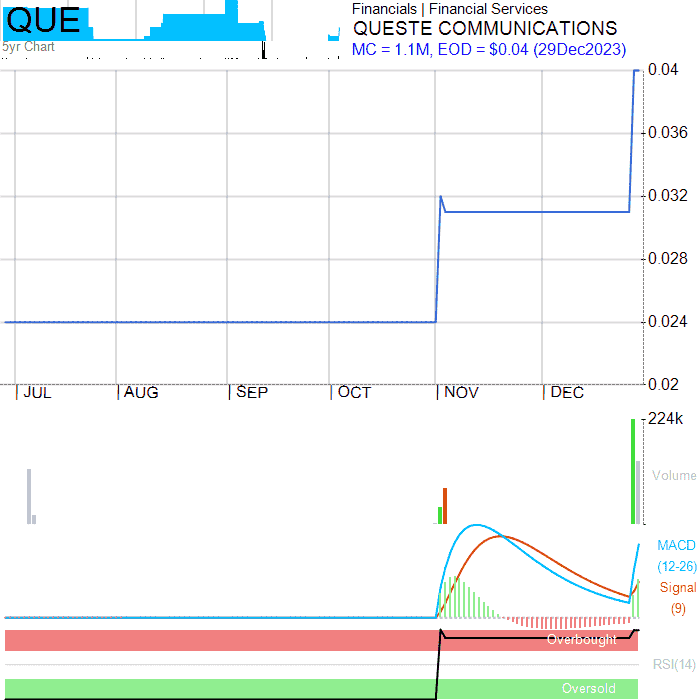 QUE
5yr Chart
Financials | Financial Services
QUESTE COMMUNICATIONS
MC = 1.1M, EOD = $0.04 (29Dec2023)
0.04
0.036
0.032
0.028
0.024
0.02
JUL AUG SEP OCT NOV DEC
224k
Volume
MACD
(12-26)
Signal
(9)
Overbought
RSI(14)
Oversold